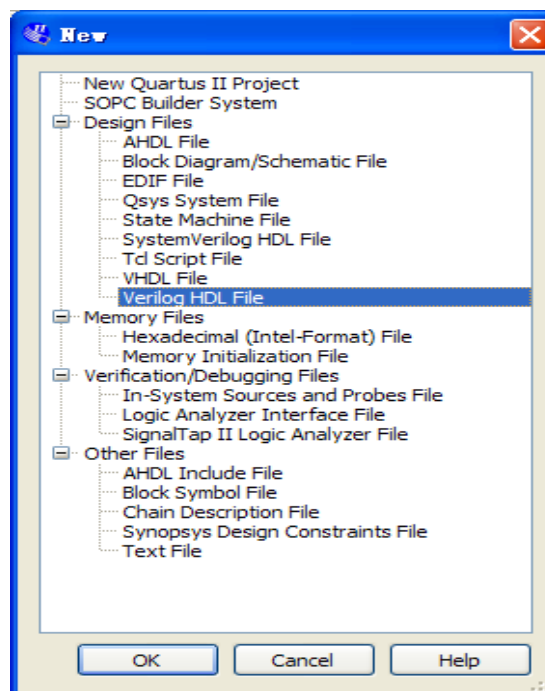 New
New Quartus II Project
SOPC Builder System
Design Files
AHDL File
Block Diagram/Schematic File
EDIF File
Qsys System File
State Machine File
SystemVerilog HDL File
Tcl Script File
VHDL File
Verilog HDL File
Memory Files
Hexadecimal (Intel-Format) File
Memory Initialization File
Verification/Debugging Files
In-System Sources and Probes File
Logic Analyzer Interface File
SignalTap II Logic Analyzer File
Other Files
AHDL Include File
Block Symbol File
Chain Description File
Synopsys Design Constraints File
Text File
OK Cancel Help